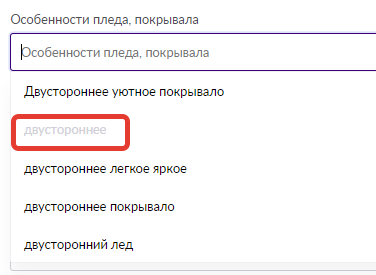 Особенности пледа, покрывала
Особенности пледа, покрывала
Двустороннее уютное покрывало
двустороннее
двустороннее легкое яркое
двустороннее покрывало
двусторонний лед